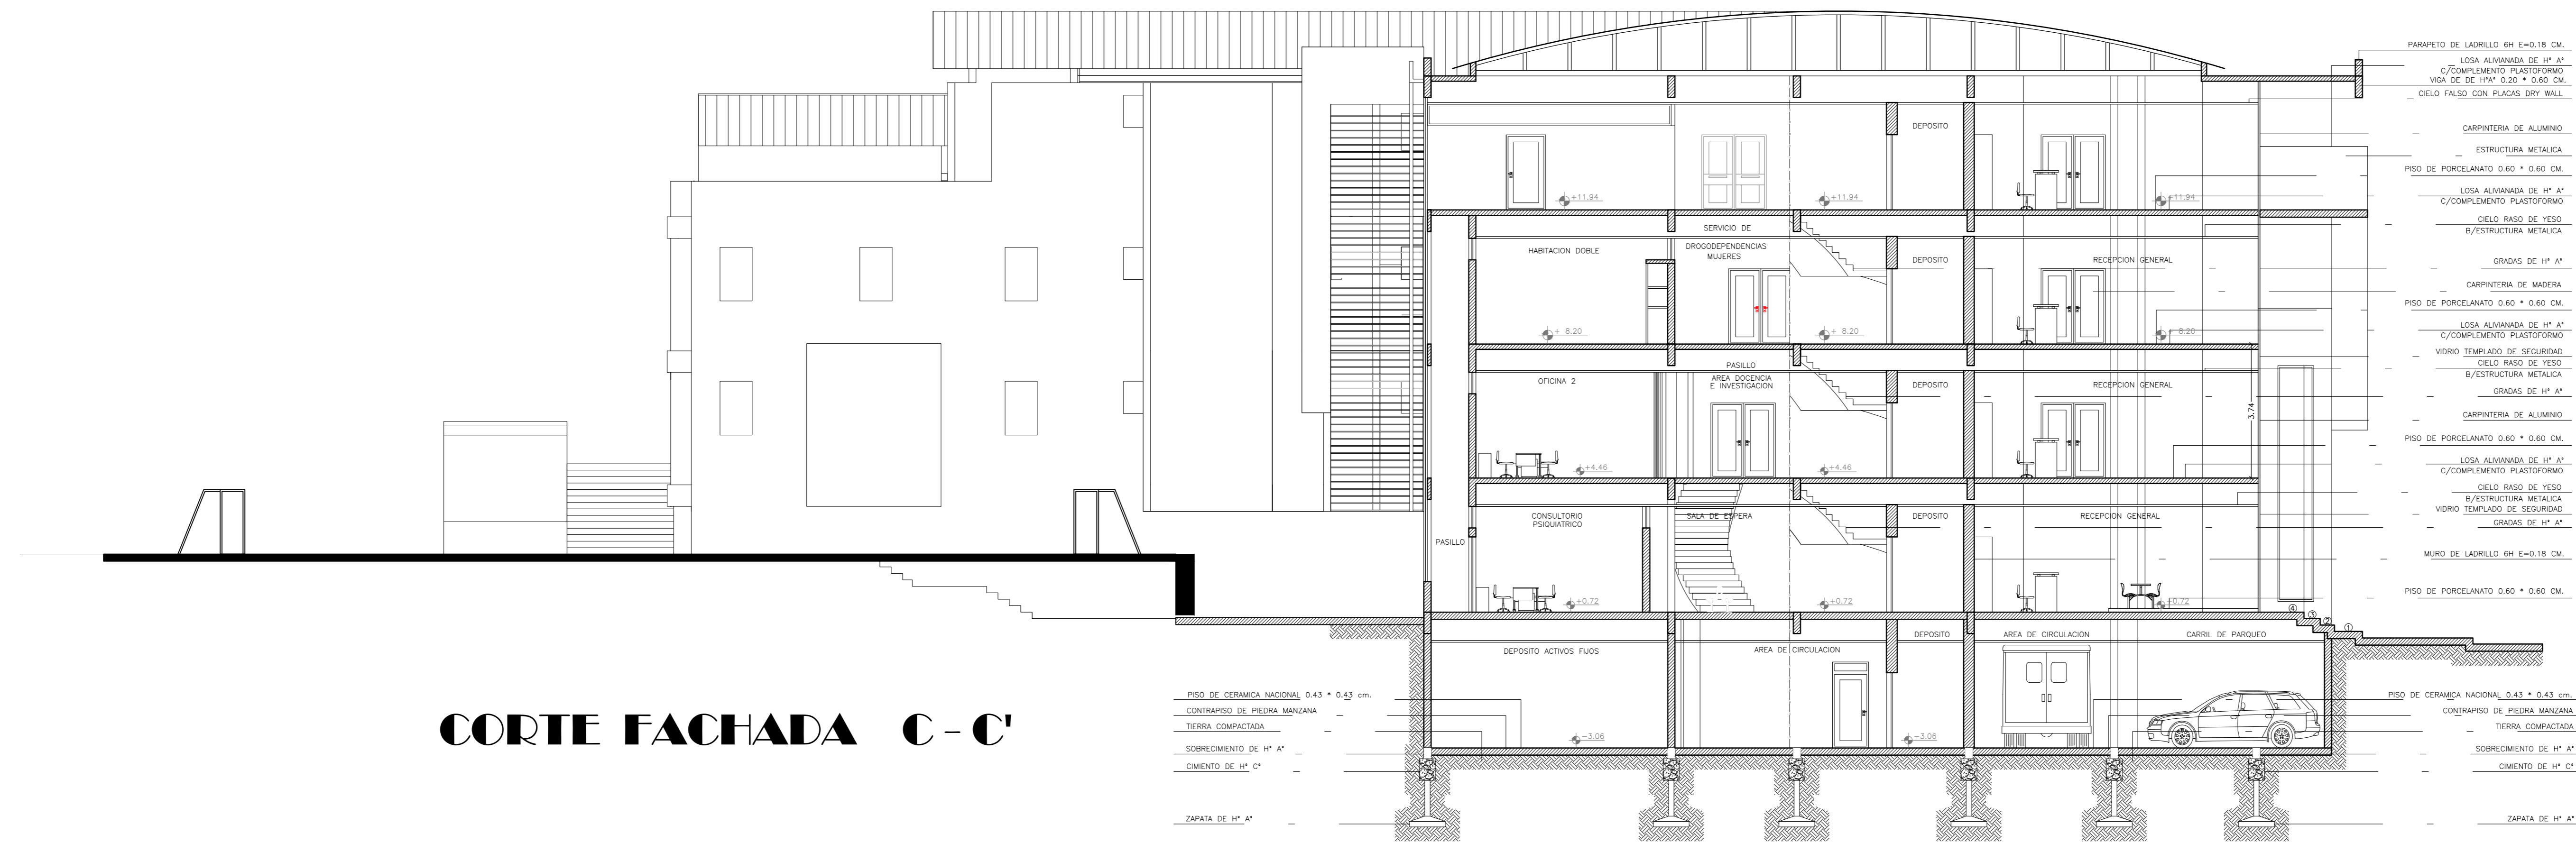 PARAPETO DE LADRILLO 6H E=0.18 CM.
LOSA ALIVIANADA DE H° A°
C/COMPLEMENTO PLASTOFORMO
VIGA DE DE H°A° 0.20 * 0.60 CM.
CIELO FALSO CON PLACAS DRY WALL
CARPINTERIA DE ALUMINIO
ESTRUCTURA METALICA
PISO DE PORCELANATO 0.60 * 0.60 CM.
LOSA ALIVIANADA DE H° A°
C/COMPLEMENTO PLASTOFORMO
CIELO RASO DE YESO
B/ESTRUCTURA METALICA
GRADAS DE H° A°
CARPINTERIA DE MADERA
PISO DE PORCELANATO 0.60 * 0.60 CM.
LOSA ALIVIANADA DE H° A°
C/COMPLEMENTO PLASTOFORMO
VIDRIO TEMPLADO DE SEGURIDAD
CIELO RASO DE YESO
B/ESTRUCTURA METALICA
GRADAS DE H° A°
CARPINTERIA DE ALUMINIO
PISO DE PORCELANATO 0.60 * 0.60 CM.
LOSA ALIVIANADA DE H° A°
C/COMPLEMENTO PLASTOFORMO
CIELO RASO DE YESO
B/ESTRUCTURA METALICA
VIDRIO TEMPLADO DE SEGURIDAD
GRADAS DE H° A°
MURO DE LADRILLO 6H E=0.18 CM.
PISO DE PORCELANATO 0.60 * 0.60 CM.
DEPOSITO
+11.94 +11.94 +11.94
SERVICIO DE
DROGODEPENDENCIAS
MUJERES
HABITACION DOBLE
DEPOSITO
RECEPCION GENERAL
+ 8.20 + 8.20 + 8.20
PASILLO
AREA DOCENCIA
E INVESTIGACION
OFICINA 2
DEPOSITO
RECEPCION GENERAL
3.74
+4.46 +4.46
CONSULTORIO
PSIQUIATRICO
SALA DE ESPERA
DEPOSITO
RECEPCION GENERAL
PASILLO
+0.72 +0.72 +0.72
4 3 2 1
DEPOSITO ACTIVOS FIJOS
AREA DE CIRCULACION
DEPOSITO
AREA DE CIRCULACION
CARRIL DE PARQUEO
-3.06 -3.06
PISO DE CERAMICA NACIONAL 0.43 * 0.43 cm.
CONTRAPISO DE PIEDRA MANZANA
TIERRA COMPACTADA
SOBRECIMIENTO DE H° A°
CIMIENTO DE H° C°
ZAPATA DE H° A°
PISO DE CERAMICA NACIONAL 0.43 * 0.43 cm.
CONTRAPISO DE PIEDRA MANZANA
TIERRA COMPACTADA
SOBRECIMIENTO DE H° A°
CIMIENTO DE H° C°
ZAPATA DE H° A°
CORTE FACHADA C - C'